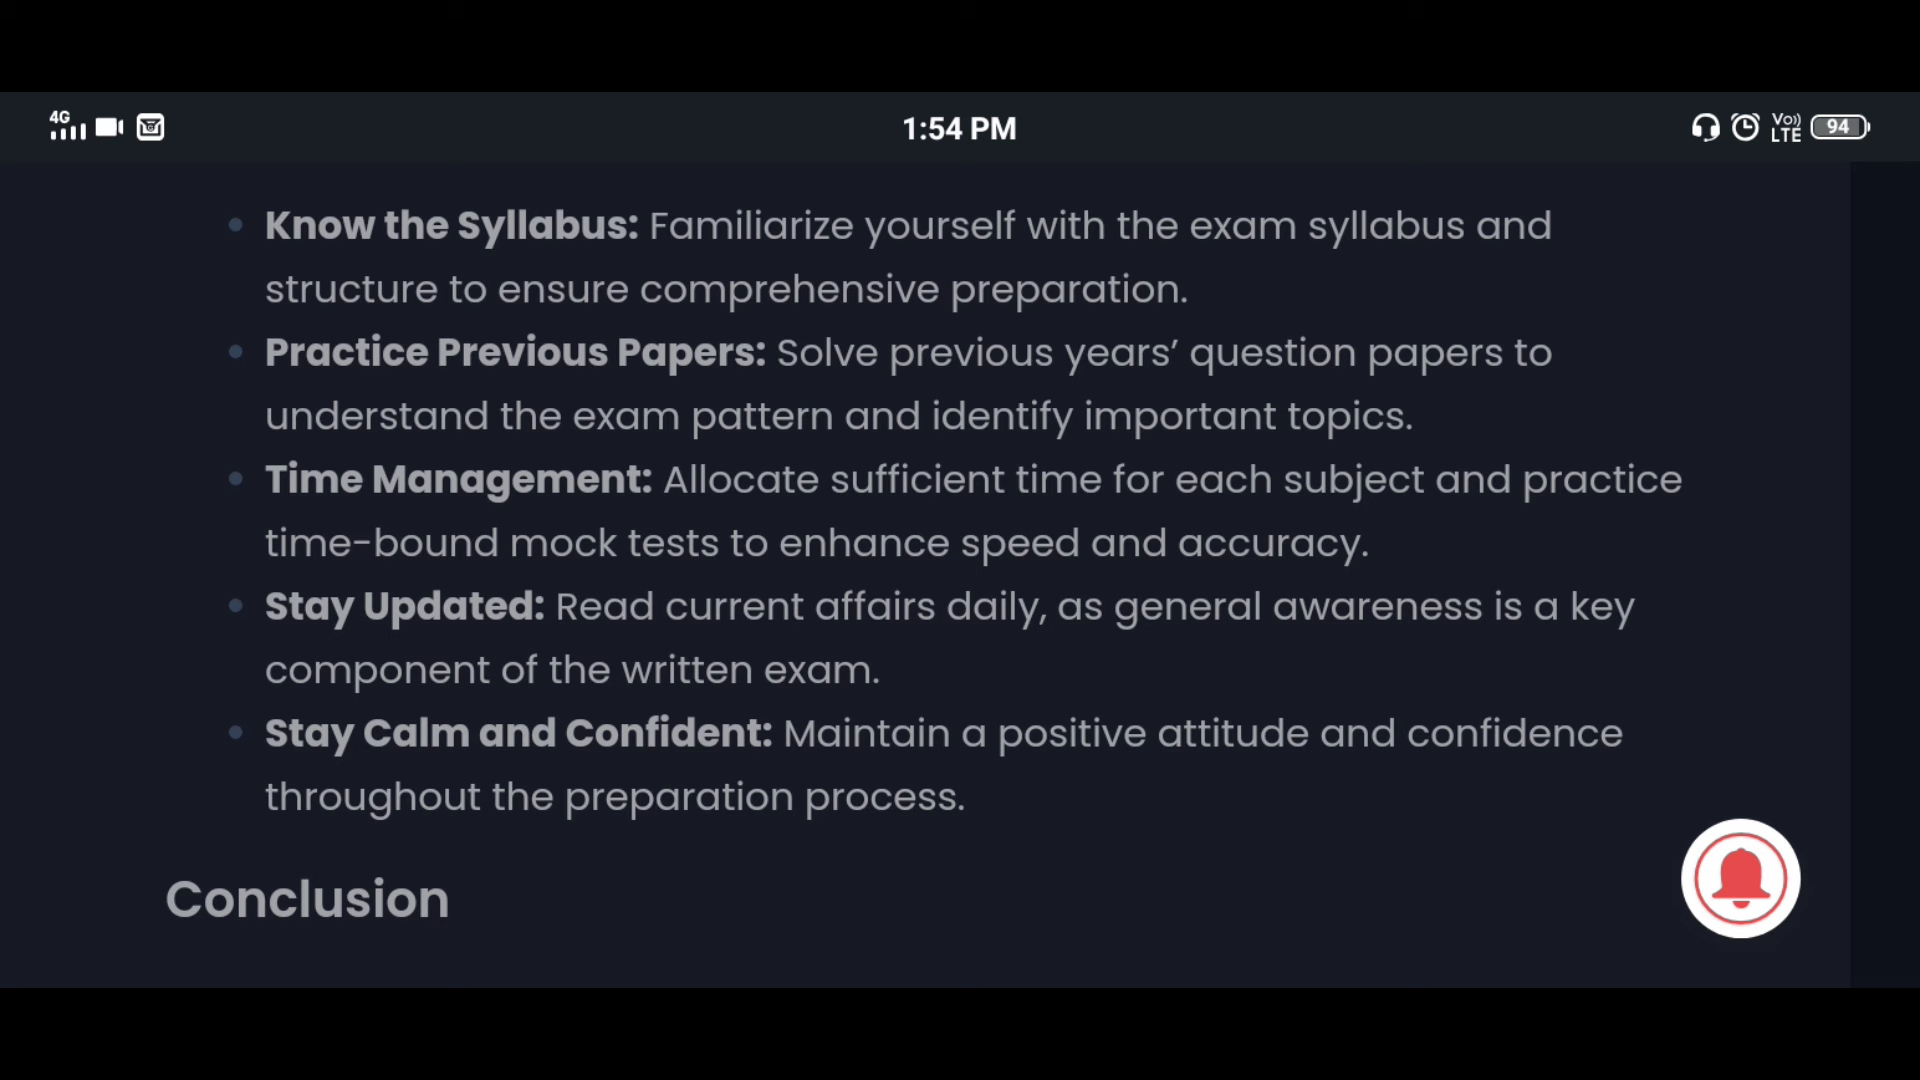 4G
1:54 PM
Vo)) LTE
94
Know the Syllabus: Familiarize yourself with the exam syllabus and
structure to ensure comprehensive preparation.
Practice Previous Papers: Solve previous years’ question papers to
understand the exam pattern and identify important topics.
Time Management: Allocate sufficient time for each subject and practice
time-bound mock tests to enhance speed and accuracy.
Stay Updated: Read current affairs daily, as general awareness is a key
component of the written exam.
Stay Calm and Confident: Maintain a positive attitude and confidence
throughout the preparation process.
Conclusion